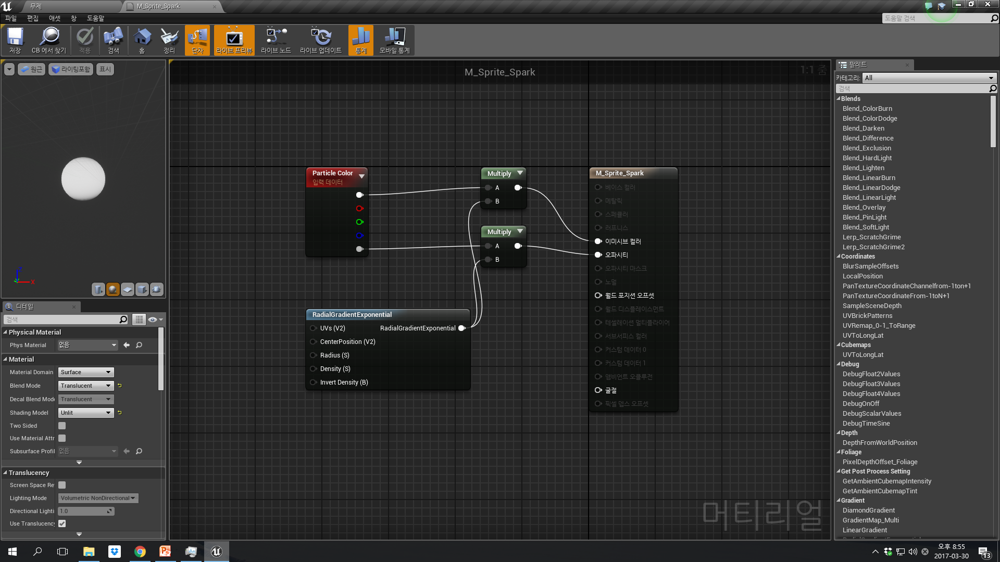 무제
M_Sprite_Spark
파일 편집 애셋 창 도움말
도움말 검색
저장
CB 에서 찾기
적용
검색
홈
정리
단자
라이브 프리뷰
라이브 노드
라이브 업데이트
통계
모바일 통계
원근
라이팅포함
표시
Z
X
디테일
검색
Physical Material
Phys Material 없음
Material
Material Domain Surface
Blend Mode Translucent
Decal Blend Mode Translucent
Shading Model Unlit
Two Sided
Use Material Attr
Subsurface Profil 없음
Translucency
Screen Space Re
Lighting Mode Volumetric NonDirectional
Directional Lighti 1.0
Use Translucency
M_Sprite_Spark
1:1 줌
Particle Color
입력 데이터
Multiply
A
B
Multiply
A
B
RadialGradientExponential
UVs (V2) RadialGradientExponential
CenterPosition (V2)
Radius (S)
Density (S)
Invert Density (B)
M_Sprite_Spark
베이스 컬러
메탈릭
스페큘러
러프니스
이미시브 컬러
오파시티
오파시티 마스크
노멀
월드 포지션 오프셋
월드 디스플레이스먼트
테셀레이션 멀티플라이어
서브서피스 컬러
커스텀 데이터 0
커스텀 데이터 1
앰비언트 오클루전
굴절
픽셀 뎁스 오프셋
머티리얼
팔레트
카테고리: All
검색
Blends
Blend_ColorBurn
Blend_ColorDodge
Blend_Darken
Blend_Difference
Blend_Exclusion
Blend_HardLight
Blend_Lighten
Blend_LinearBurn
Blend_LinearDodge
Blend_LinearLight
Blend_Overlay
Blend_PinLight
Blend_SoftLight
Lerp_ScratchGrime
Lerp_ScratchGrime2
Coordinates
BlurSampleOffsets
LocalPosition
PanTextureCoordinateChannelfrom-1ton+1
PanTextureCoordinateFrom-1toN+1
SampleSceneDepth
UVBrickPatterns
UVRemap_0-1_ToRange
UVToLongLat
Cubemaps
UVToLongLat
Debug
DebugFloat2Values
DebugFloat3Values
DebugFloat4Values
DebugOnOff
DebugScalarValues
DebugTimeSine
Depth
DepthFromWorldPosition
Foliage
PixelDepthOffset_Foliage
Get Post Process Setting
GetAmbientCubemapIntensity
GetAmbientCubemapTint
Gradient
DiamondGradient
GradientMap_Multi
LinearGradient
오후 8:55
2017-03-30
13